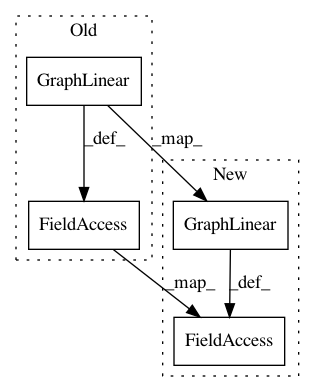 Old
GraphLinear
_def_
_map_
New
FieldAccess
GraphLinear
_map_
_def_
FieldAccess